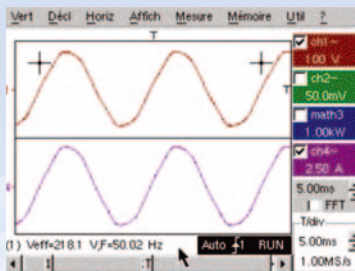 Vert Décl Horiz Affich Mesure Mémoire Util ?
T
ch1~
100 V
ch2~
50.0mV
math3
1.00kW
ch4~
2.50 A
5.00ms
FFT
T/div
5.00ms
1.00MS/s
(1) Veff=218.1 V,F=50.02 Hz
Auto 1 RUN